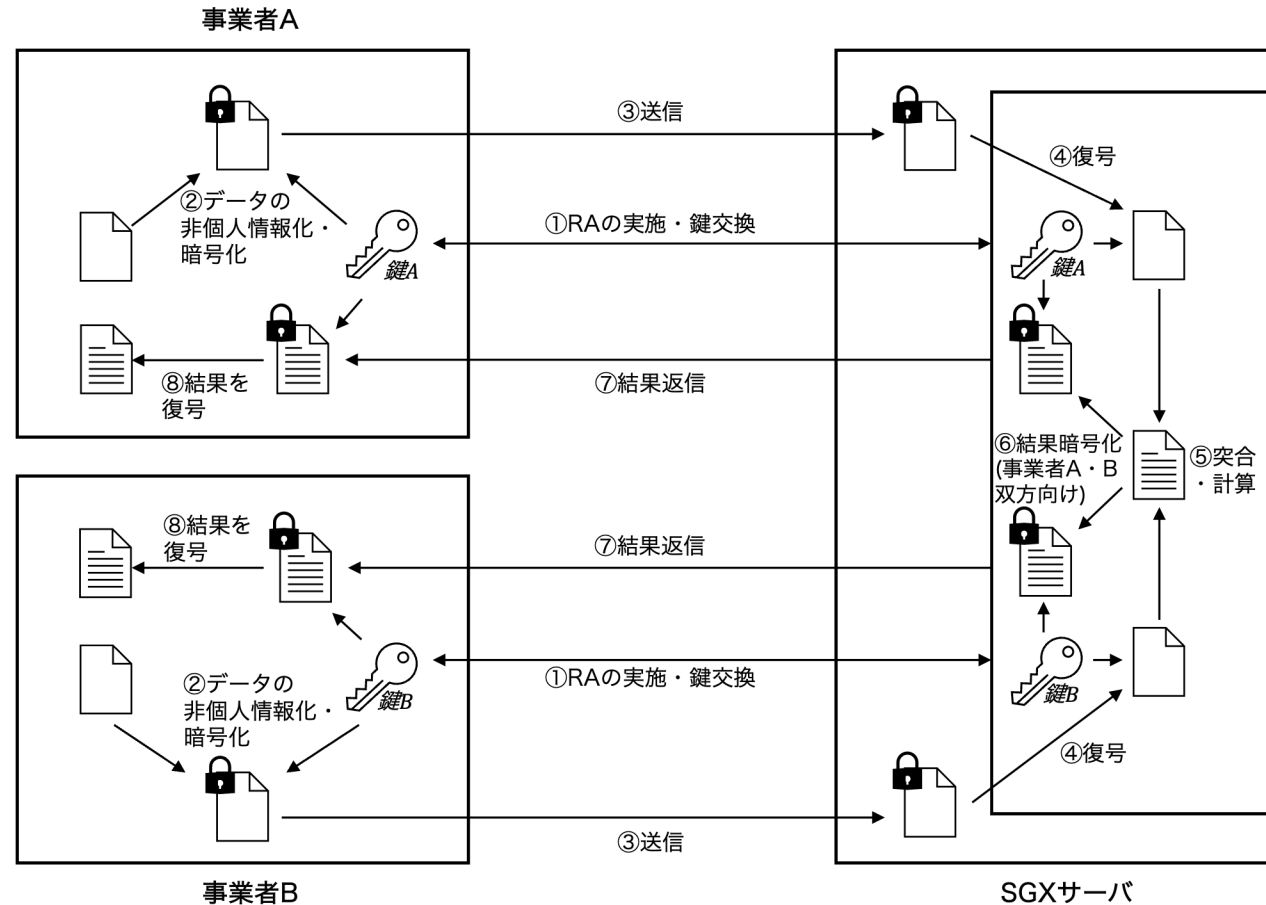 事業者A
③送信
④復号
②データの
非個人情報化・
暗号化
①RAの実施・鍵交換
鍵A
鍵A
⑧結果を
復号
⑦結果返信
⑥結果暗号化
(事業者A・B
双方向け)
⑤突合
・計算
⑧結果を
復号
⑦結果返信
②データの
非個人情報化・
暗号化
鍵B
①RAの実施・鍵交換
鍵B
④復号
③送信
事業者B
SGXサーバ